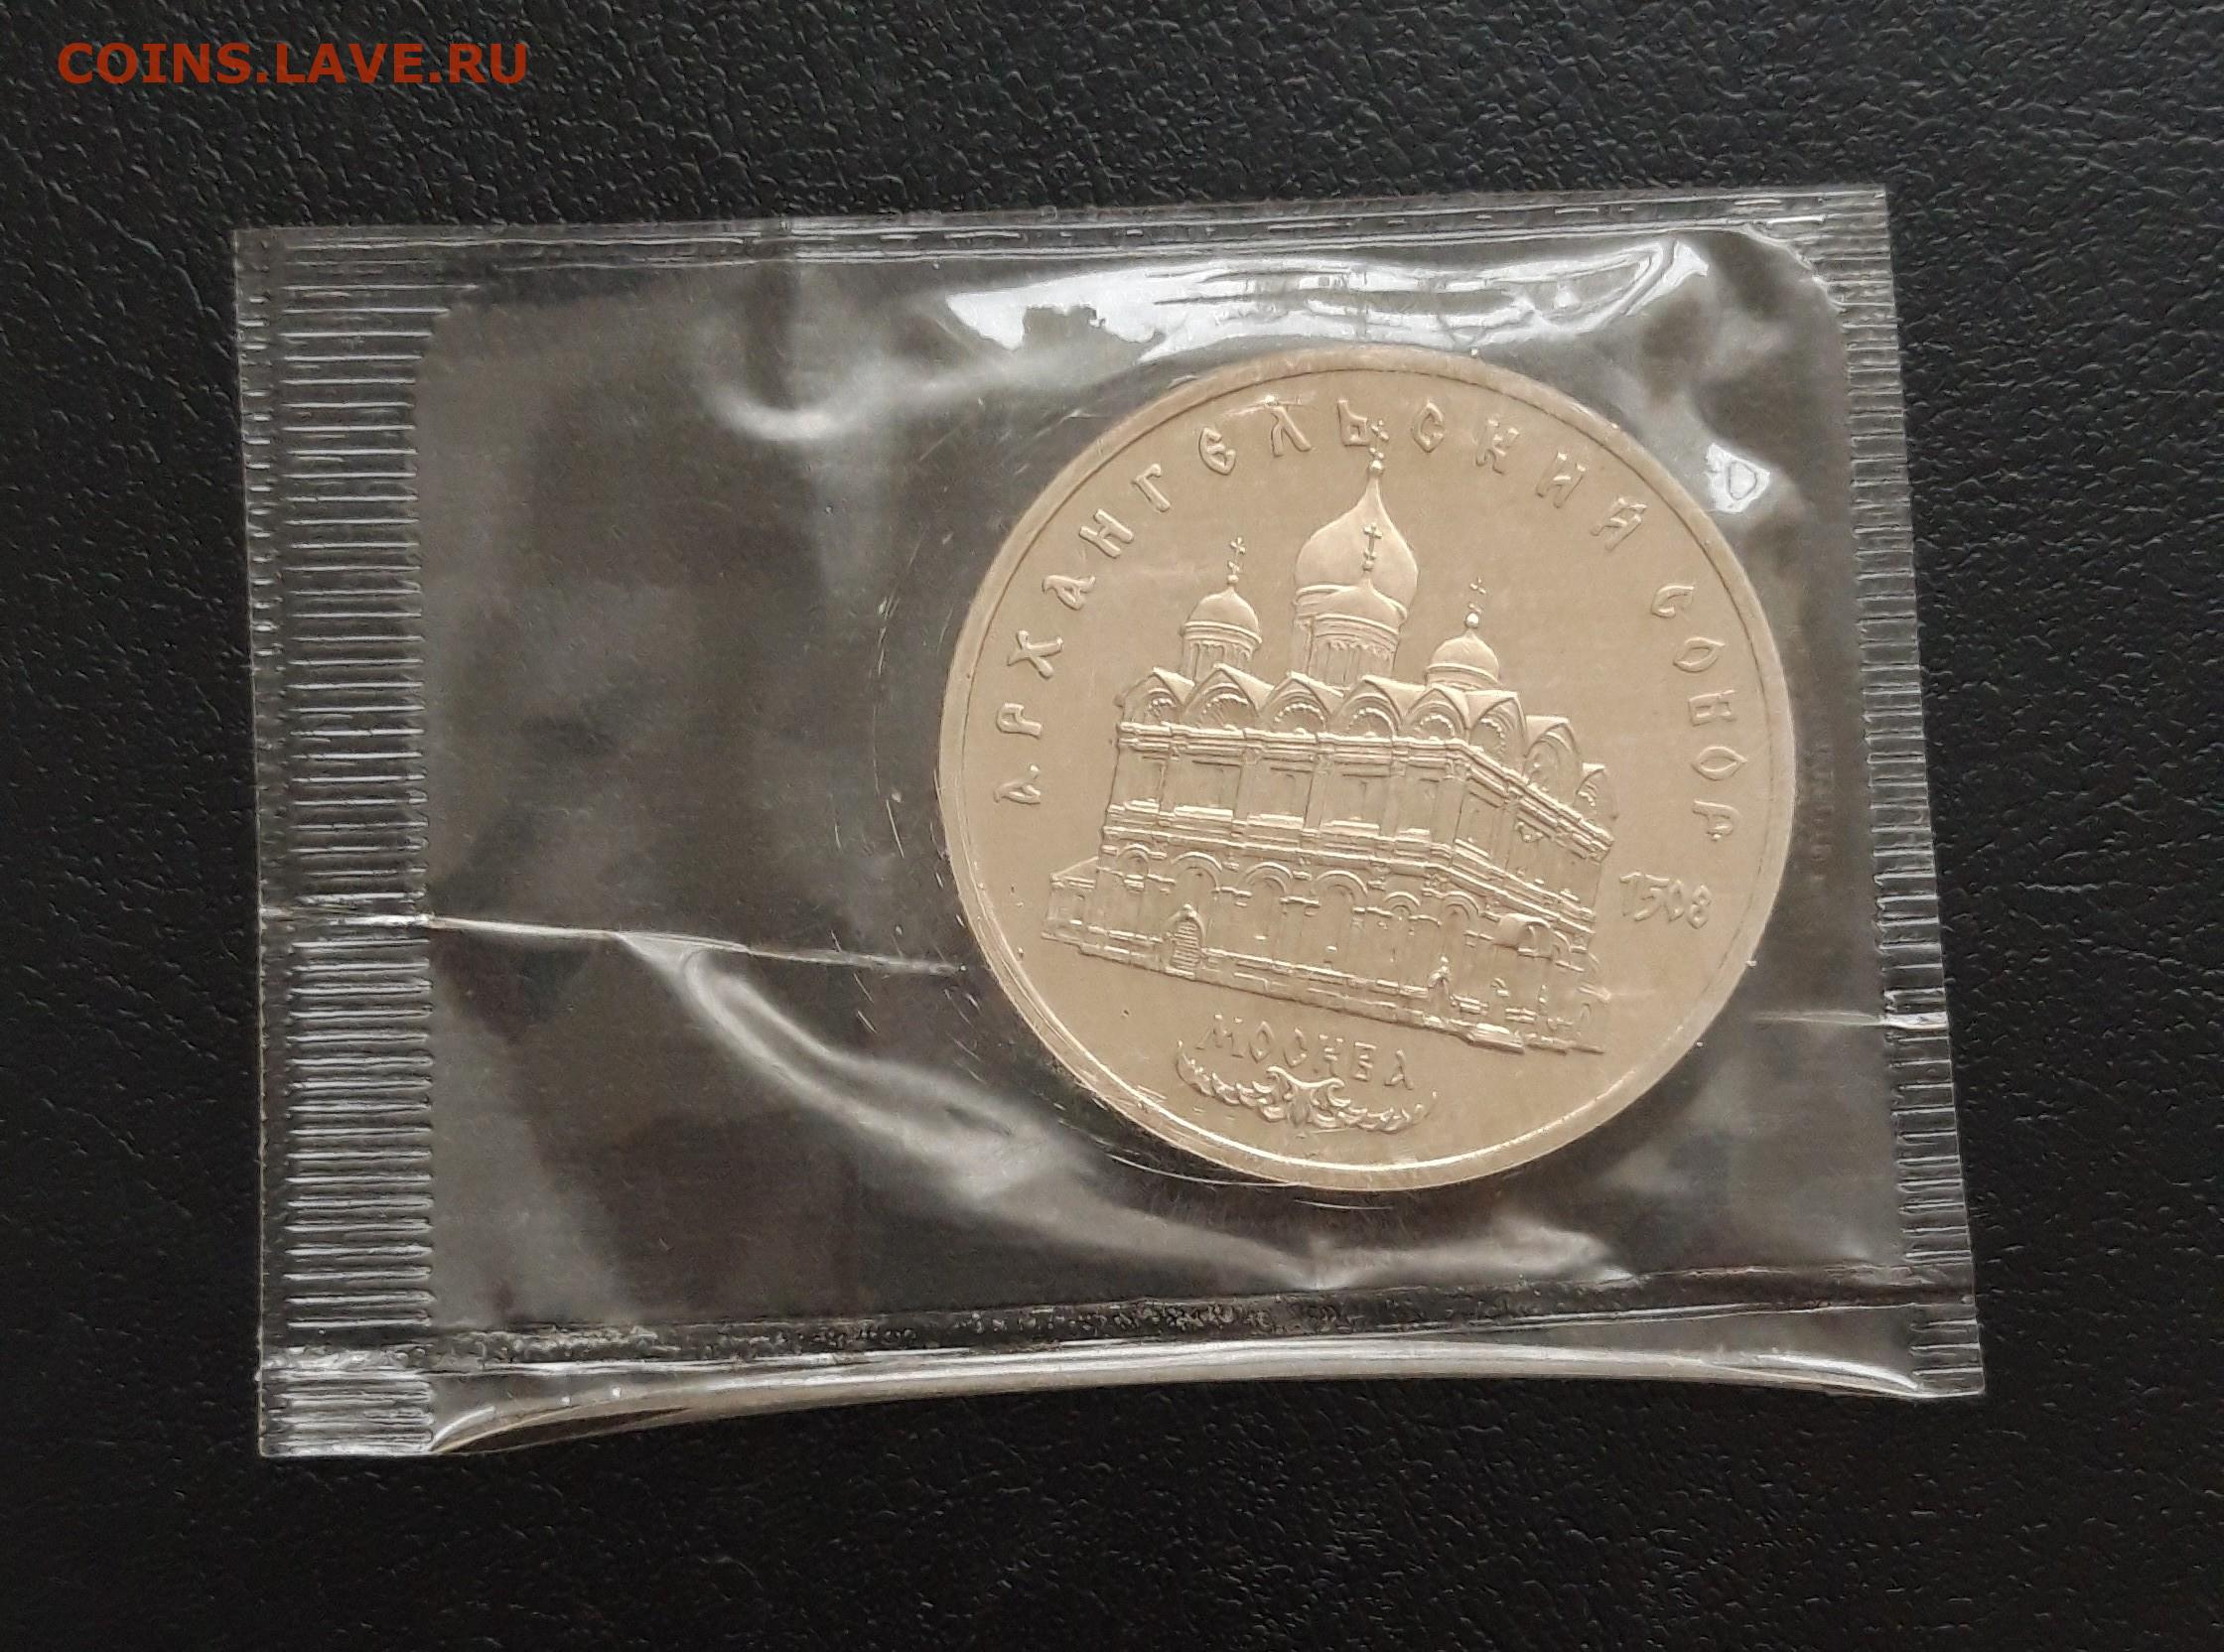 COINS.LAVE.RU
АРХАНГЕЛЬСКИЙ СОБОР
1508
МОСКВА